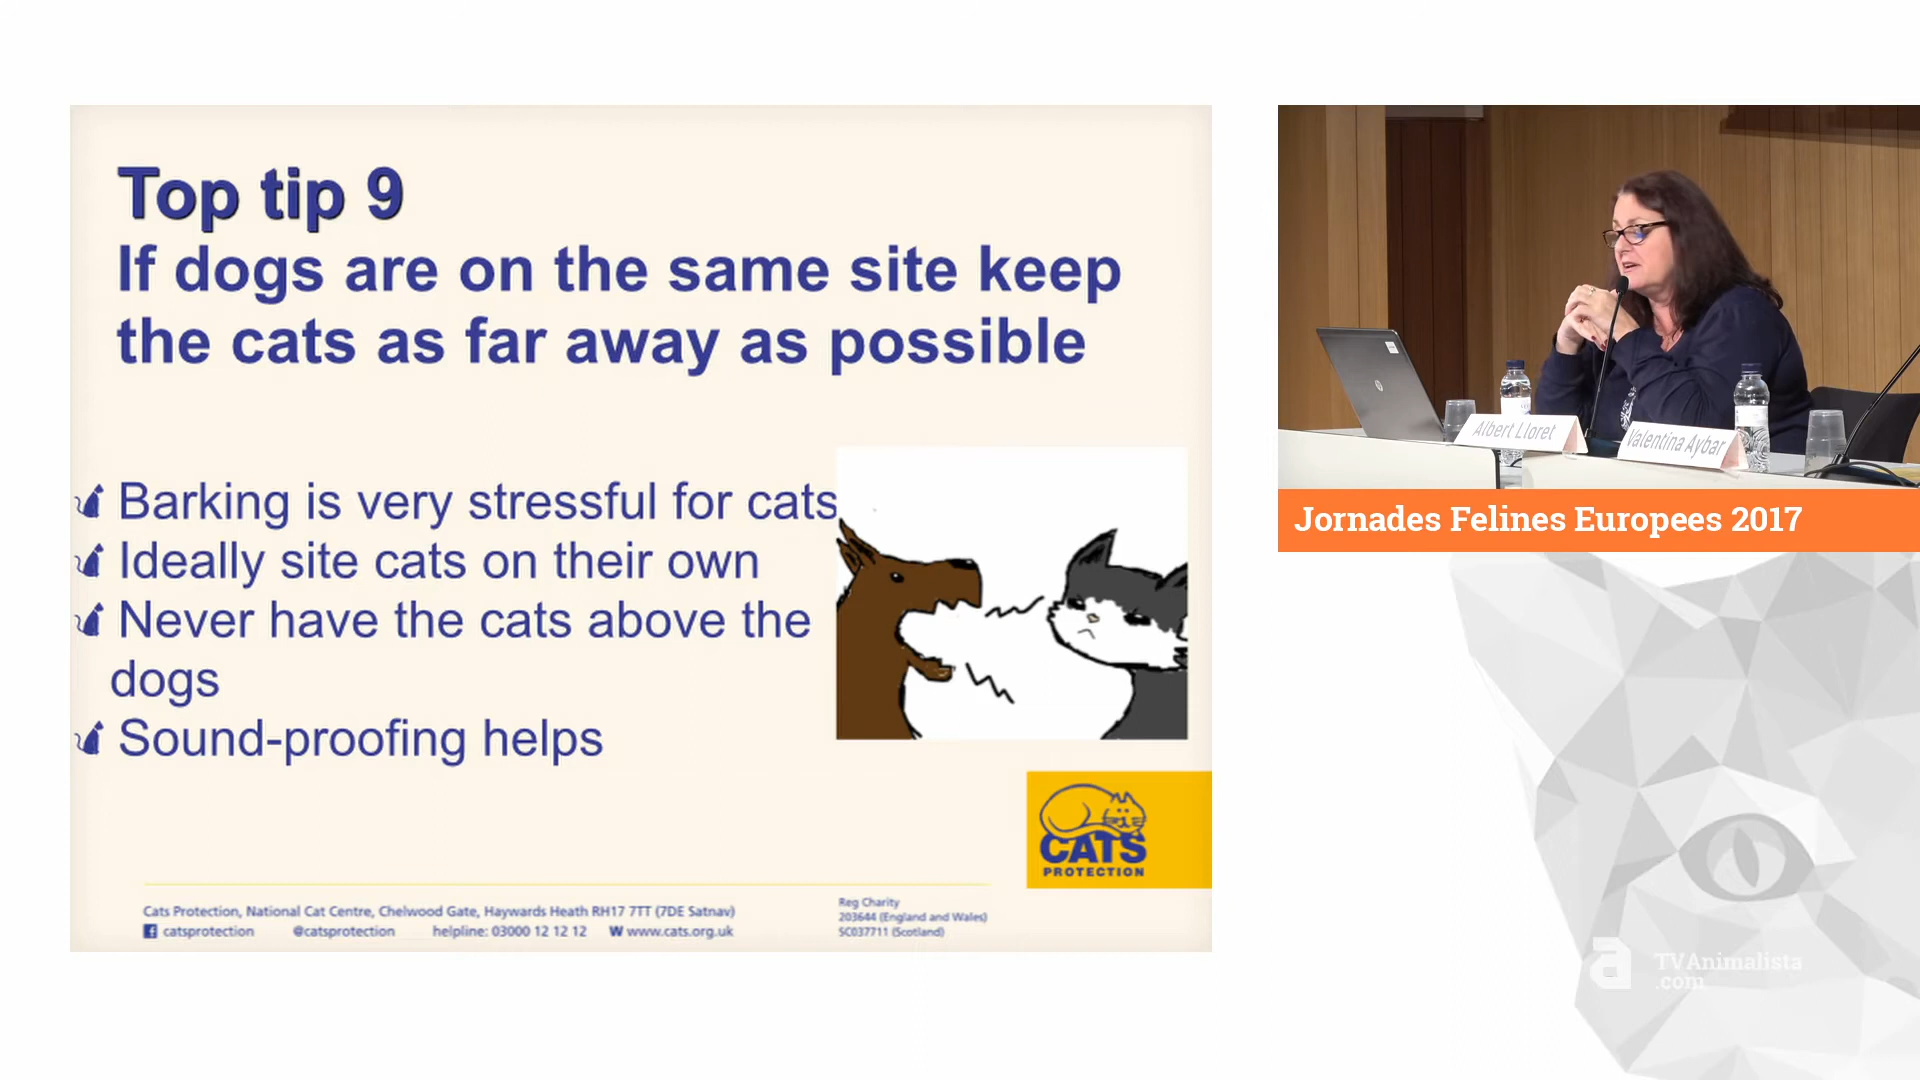 Top tip 9
If dogs are on the same site keep
the cats as far away as possible
Barking is very stressful for cats
Ideally site cats on their own
Never have the cats above the
dogs
Sound-proofing helps
CATS
PROTECTION
Cats Protection, National Cat Centre, Chelwood Gate, Haywards Heath RH17 7TT (7DE Satnav)
catsprotection @catsprotection helpline: 03000 12 12 12 W www.cats.org.uk
Reg Charity
203644 (England and Wales)
SC037711 (Scotland)
Albert Lloret
Valentina Aybar
Jornades Felines Europees 2017
a TVAnimalista
.com